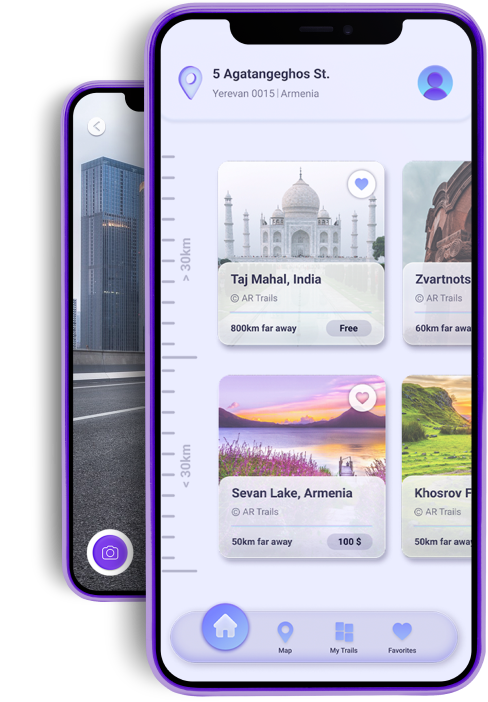 5 Agatangeghos St.
Yerevan 0015 | Armenia
> 30km
Taj Mahal, India
© AR Trails
800km far away
Free
Zvartnots
© AR Trails
60km far awa
< 30km
Sevan Lake, Armenia
© AR Trails
50km far away
100 $
Khosrov F
© AR Trails
50km far awa
Map
My Trails
Favorites